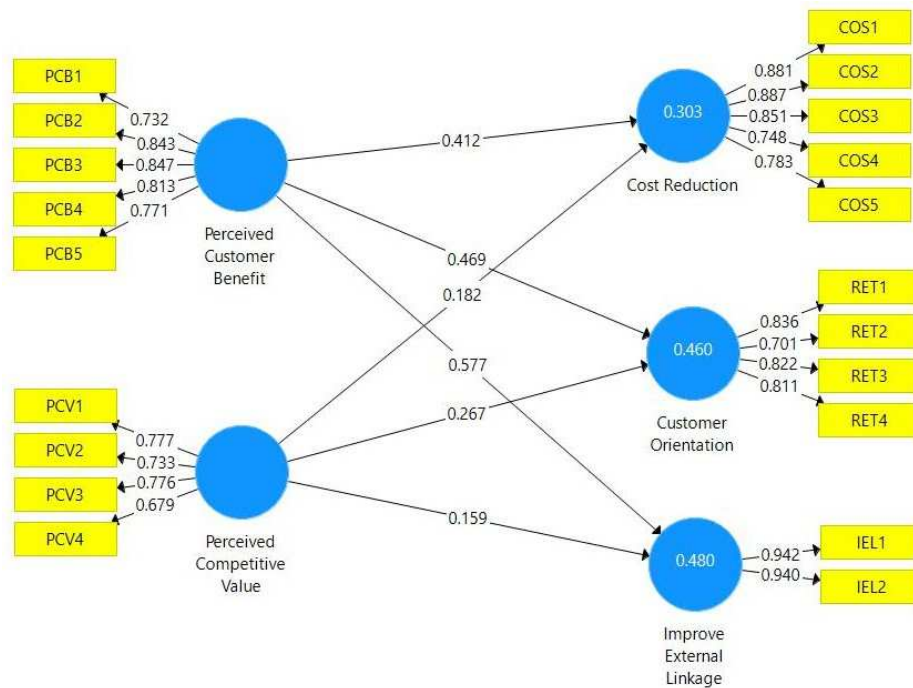 PCB1
PCB2
PCB3
PCB4
PCB5
0.732
0.843
0.847
0.813
0.771
Perceived
Customer
Benefit
PCV1
PCV2
PCV3
PCV4
0.777
0.733
0.776
0.679
Perceived
Competitive
Value
0.412
0.469
0.182
0.577
0.267
0.159
0.303
Cost Reduction
0.881
0.887
0.851
0.748
0.783
COS1
COS2
COS3
COS4
COS5
0.460
Customer
Orientation
0.836
0.701
0.822
0.811
RET1
RET2
RET3
RET4
0.480
Improve
External
Linkage
0.942
0.940
IEL1
IEL2